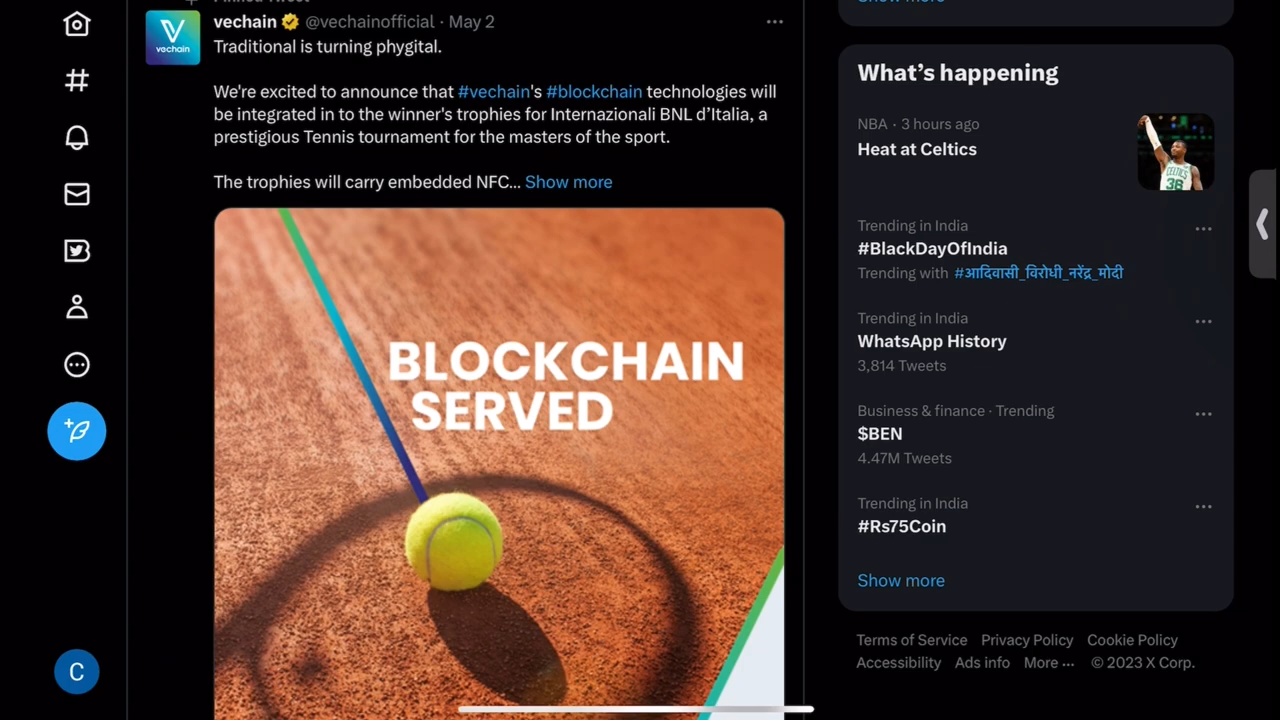 vechain @vechainofficial · May 2
Traditional is turning phygital.
We're excited to announce that #vechain's #blockchain technologies will
be integrated in to the winner's trophies for Internazionali BNL d’Italia, a
prestigious Tennis tournament for the masters of the sport.
The trophies will carry embedded NFC... Show more
vechain
BLOCKCHAIN
SERVED
C
What’s happening
NBA · 3 hours ago
Heat at Celtics
CELTICS
36
Trending in India
#BlackDayOfIndia
Trending with #आदिवासी_विरोधी_नरेंद्र_मोदी
Trending in India
WhatsApp History
3,814 Tweets
Business & finance · Trending
$BEN
4.47M Tweets
Trending in India
#Rs75Coin
Show more
Terms of Service Privacy Policy Cookie Policy
Accessibility Ads info More ··· © 2023 X Corp.